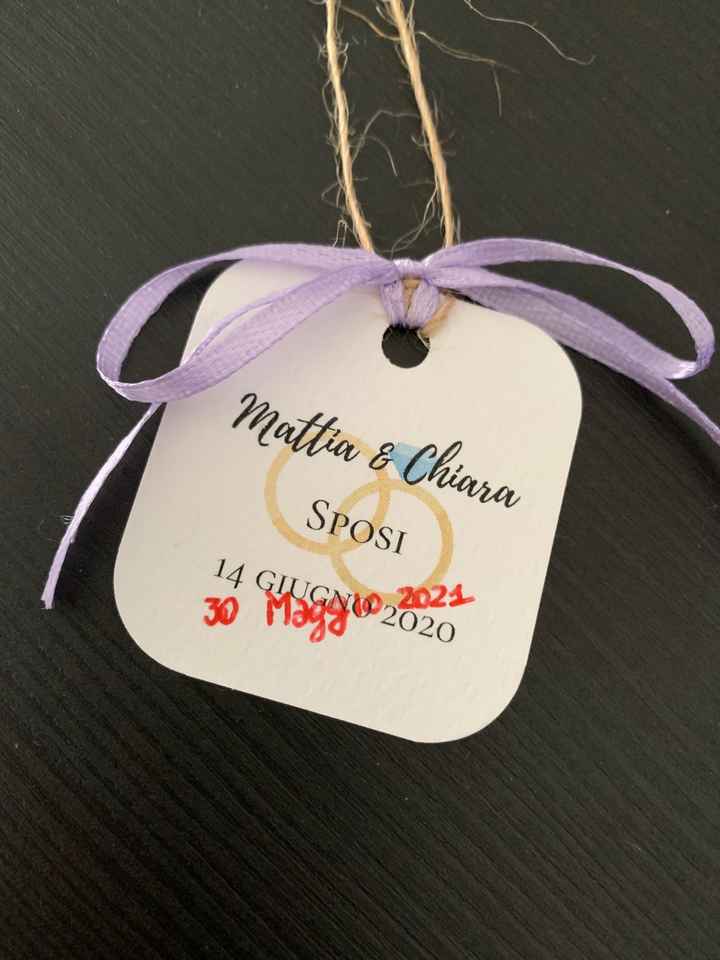 Mattia & Chiara
Sposi
14 giugno 2020
30 Maggio 2021